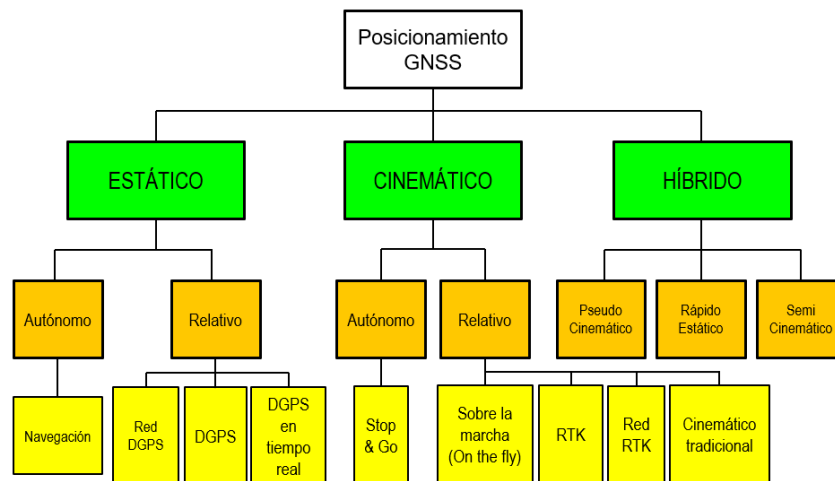 Posicionamiento
GNSS
ESTÁTICO
CINEMÁTICO
HÍBRIDO
Autónomo
Relativo
Autónomo
Relativo
Pseudo
Cinemático
Rápido
Estático
Semi
Cinemático
Navegación
Red
DGPS
DGPS
DGPS
en
tiempo
real
Stop
& Go
Sobre la
marcha
(On the fly)
RTK
Red
RTK
Cinemático
tradicional